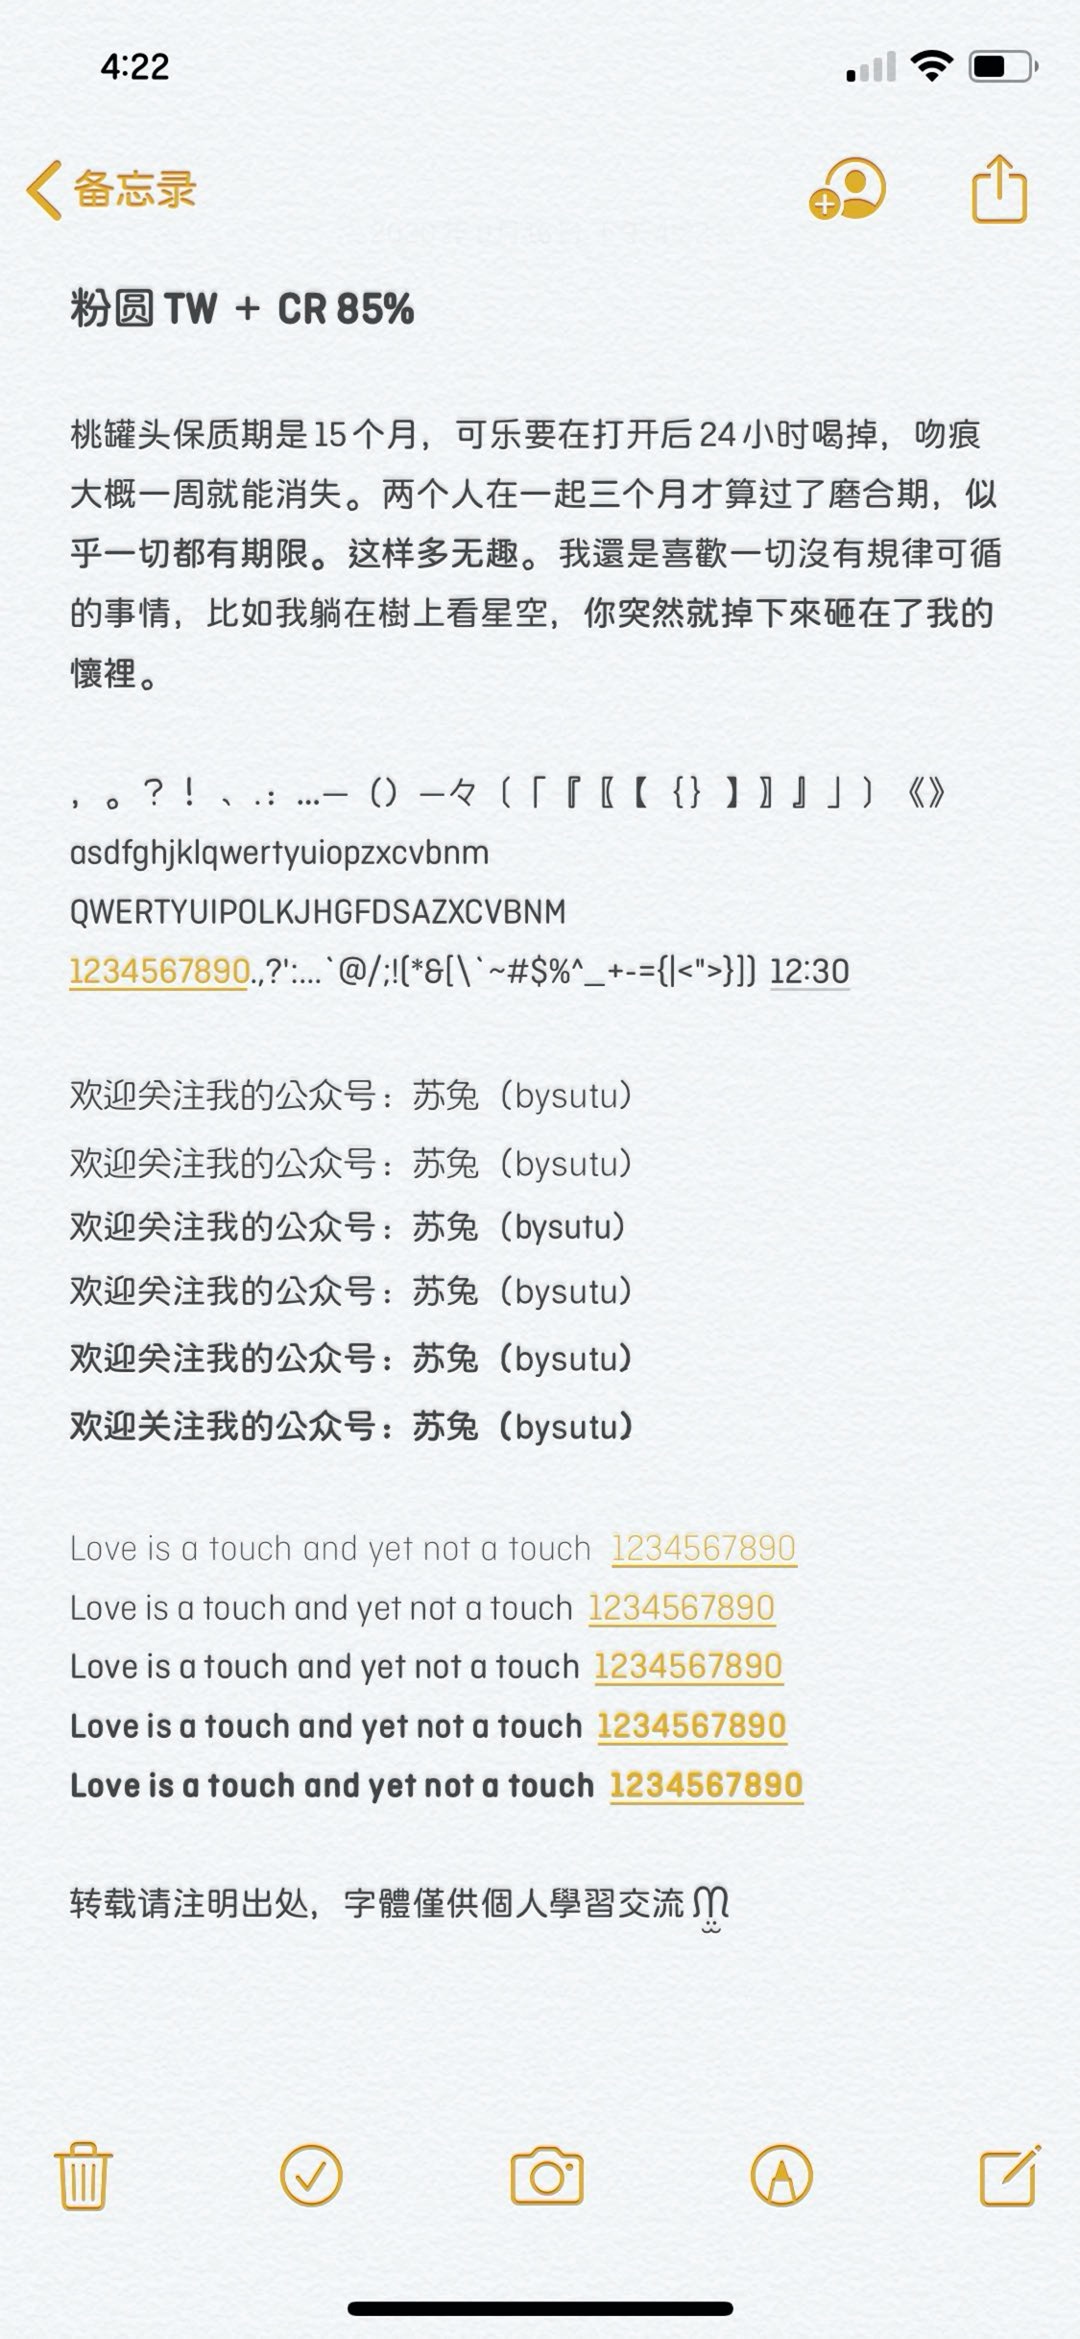 4:22
备忘录
粉圆 TW + CR 85%
桃罐头保质期是15个月，可乐要在打开后24小时喝掉，吻痕
大概一周就能消失。两个人在一起三个月才算过了磨合期，似
乎一切都有期限。这样多无趣。我還是喜歡一切沒有規律可循
的事情，比如我躺在樹上看星空，你突然就掉下來砸在了我的
懷裡。
，。？！、.：…—（）—々〔「『〖【｛｝】〗』」〕《》
asdfghjklqwertyuiopzxcvbnm
QWERTYUIPOLKJHGFDSAZXCVBNM
1234567890.,?':...`@/;!(*&[\`~#$%^_+-={|<">}]) 12:30
欢迎关注我的公众号：苏兔（bysutu）
欢迎关注我的公众号：苏兔（bysutu）
欢迎关注我的公众号：苏兔（bysutu）
欢迎关注我的公众号：苏兔（bysutu）
欢迎关注我的公众号：苏兔（bysutu）
欢迎关注我的公众号：苏兔（bysutu）
Love is a touch and yet not a touch 1234567890
Love is a touch and yet not a touch 1234567890
Love is a touch and yet not a touch 1234567890
Love is a touch and yet not a touch 1234567890
Love is a touch and yet not a touch 1234567890
转载请注明出处，字體僅供個人學習交流